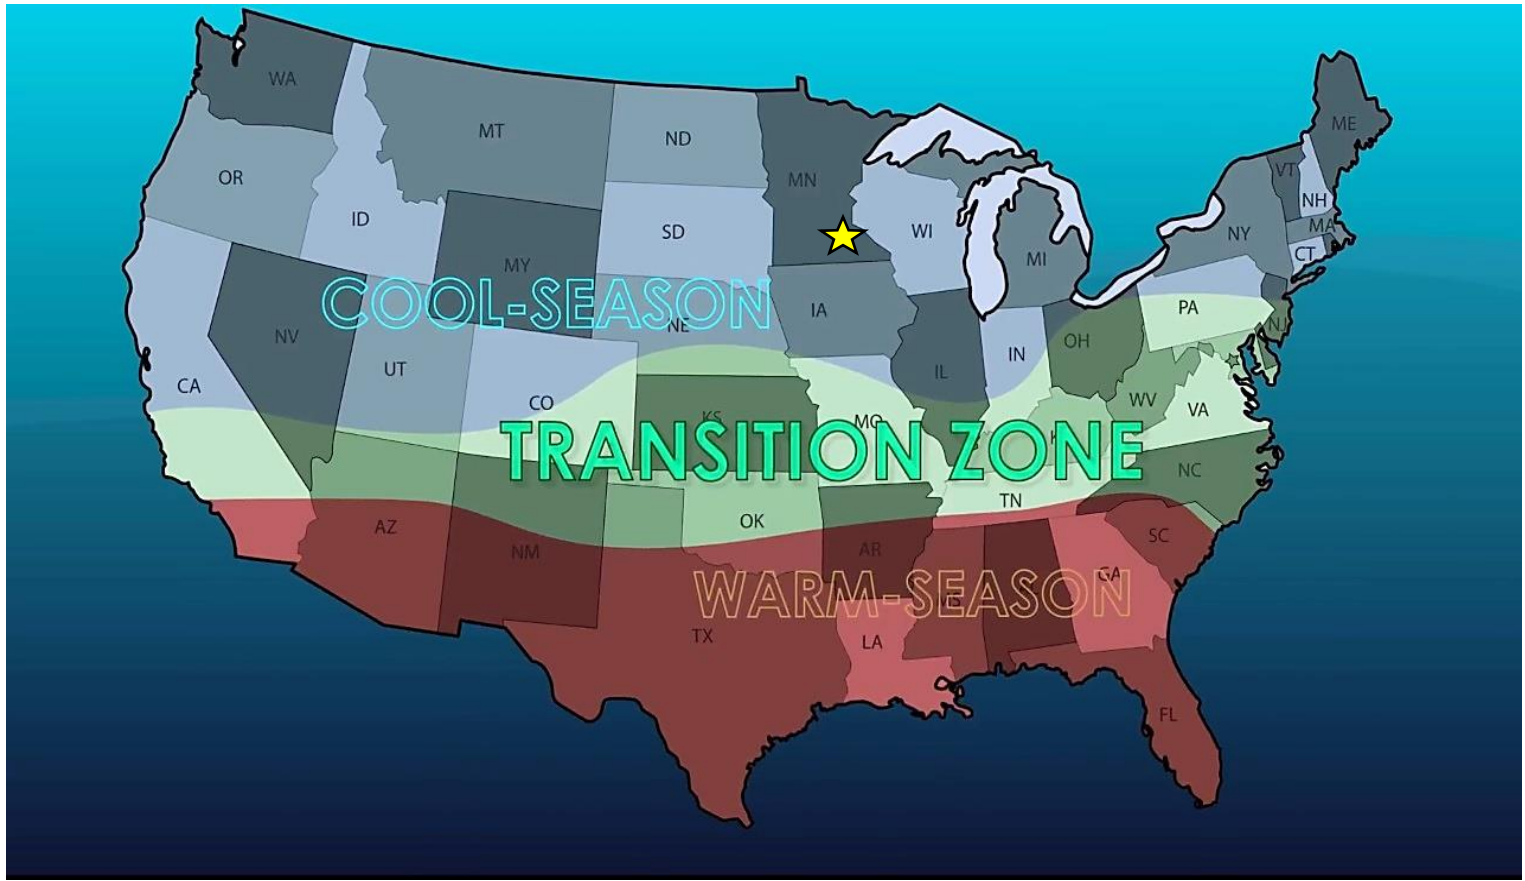 WA
MT
ND
ME
OR
MN
VT
ID
NH
SD
WI
NY
MA
MY
MI
CT
COOL-SEASON
NV
NE
IA
PA
NJ
UT
IN
OH
CA
CO
IL
KS
MO
WV
VA
TRANSITION ZONE
NC
TN
AZ
NM
OK
AR
SC
WARM-SEASON
GA
MS
TX
LA
FL